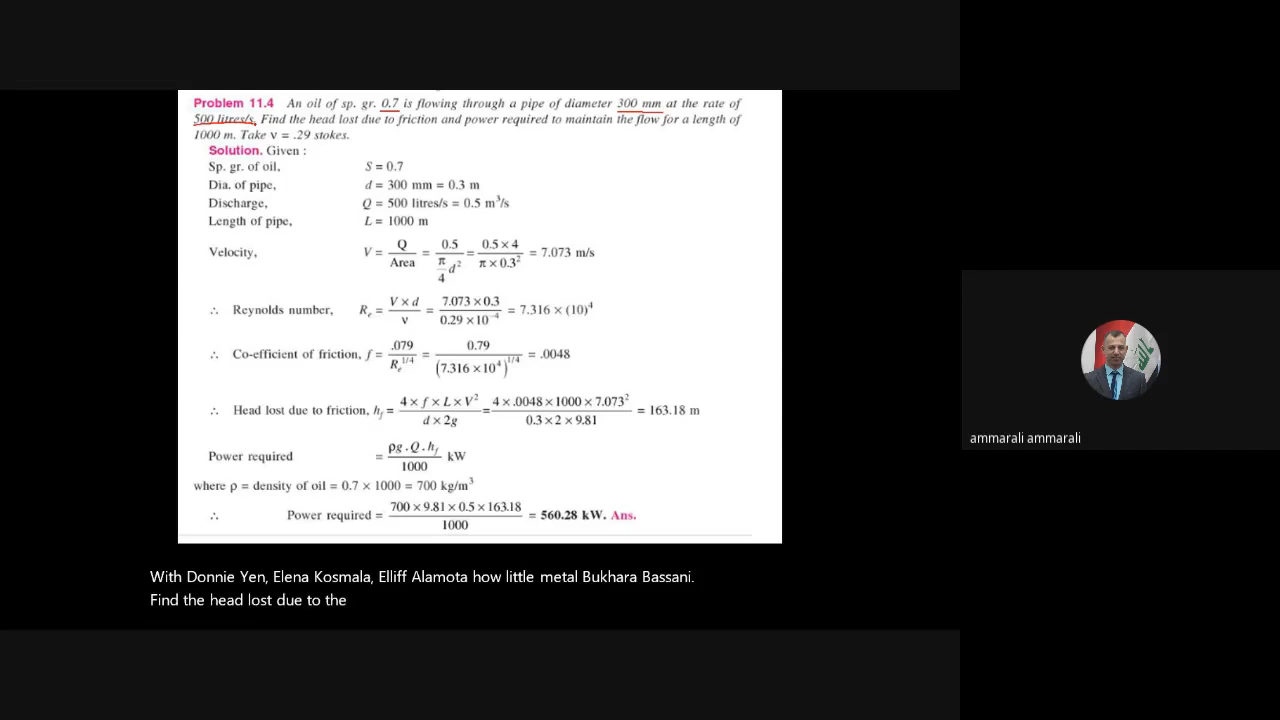 Problem 11.4 An oil of sp. gr. 0.7 is flowing through a pipe of diameter 300 mm at the rate of
500 litres/s. Find the head lost due to friction and power required to maintain the flow for a length of
1000 m. Take ν = .29 stokes.
Solution. Given :
Sp. gr. of oil, S = 0.7
Dia. of pipe, d = 300 mm = 0.3 m
Discharge, Q = 500 litres/s = 0.5 m³/s
Length of pipe, L = 1000 m
Velocity, V = Q/Area = 0.5/(π/4 d²) = (0.5 × 4)/(π × 0.3²) = 7.073 m/s
∴ Reynolds number, Rₑ = (V × d)/ν = (7.073 × 0.3)/(0.29 × 10⁻⁴) = 7.316 × (10)⁴
∴ Co-efficient of friction, f = .079/Rₑ^1/4 = 0.79/(7.316 × 10⁴)^1/4 = .0048
∴ Head lost due to friction, h_f = (4 × f × L × V²)/(d × 2g) = (4 × .0048 × 1000 × 7.073²)/(0.3 × 2 × 9.81) = 163.18 m
Power required = (ρg . Q . h_f)/1000 kW
where ρ = density of oil = 0.7 × 1000 = 700 kg/m³
∴ Power required = (700 × 9.81 × 0.5 × 163.18)/1000 = 560.28 kW. Ans.
ammarali ammarali
With Donnie Yen, Elena Kosmala, Elliff Alamota how little metal Bukhara Bassani.
Find the head lost due to the